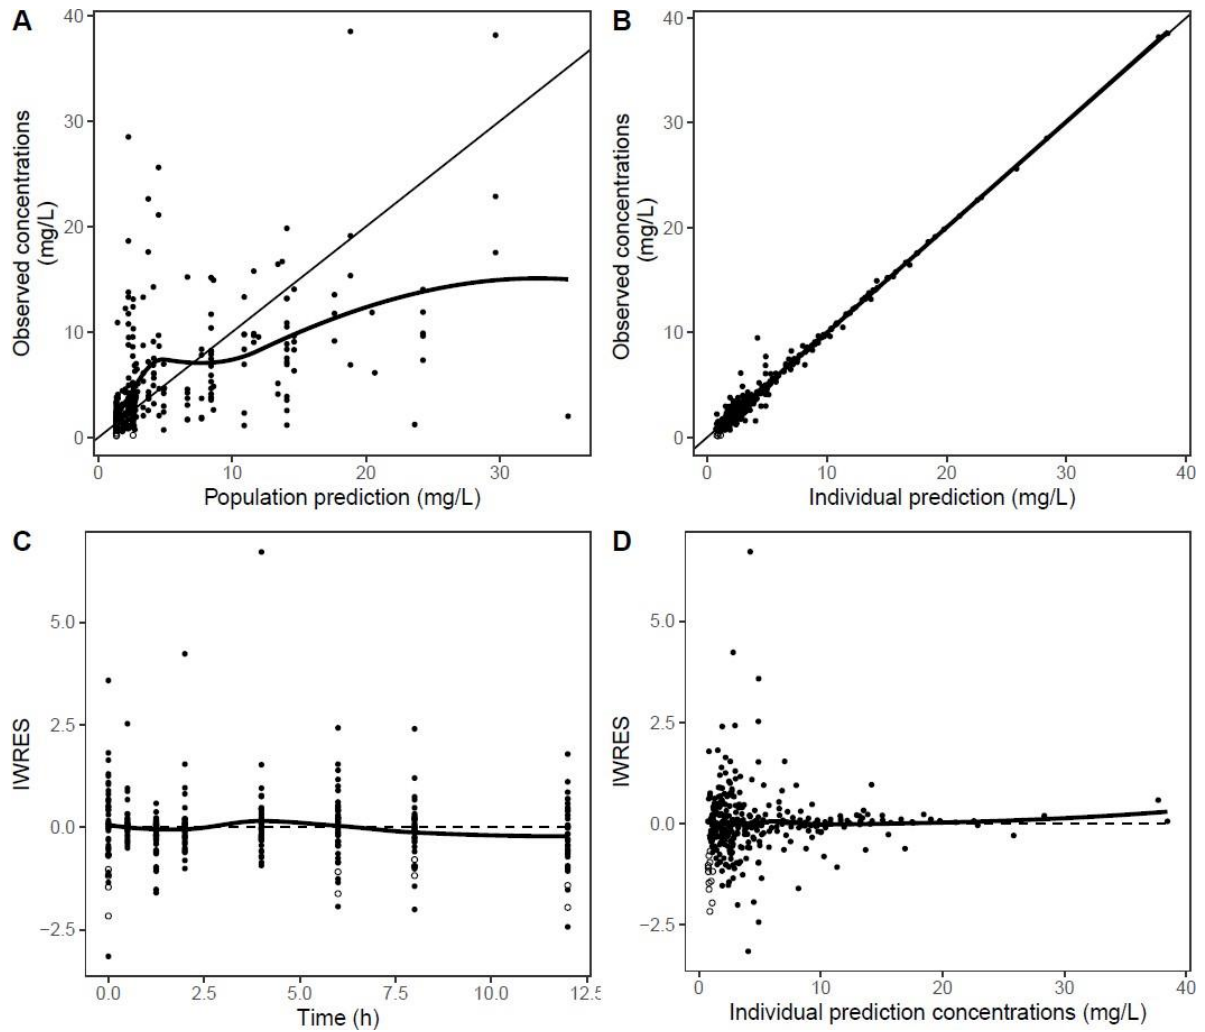 A
40
30
20
10
0
Observed concentrations
(mg/L)
0 10 20 30
Population prediction (mg/L)
B
40
30
20
10
0
Observed concentrations
(mg/L)
0 10 20 30 40
Individual prediction (mg/L)
C
5.0
2.5
0.0
−2.5
IWRES
0.0 2.5 5.0 7.5 10.0 12.5
Time (h)
D
5.0
2.5
0.0
−2.5
IWRES
0 10 20 30 40
Individual prediction concentrations (mg/L)